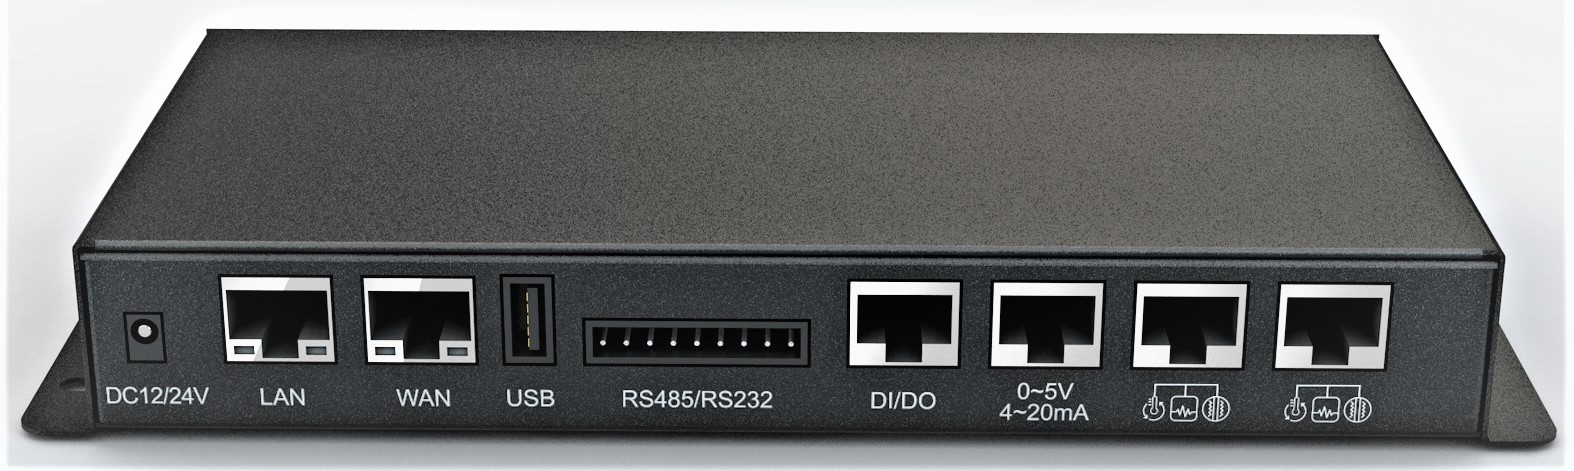 DC12/24V
LAN
WAN
USB
RS485/RS232
DI/DO
0~5V
4~20mA